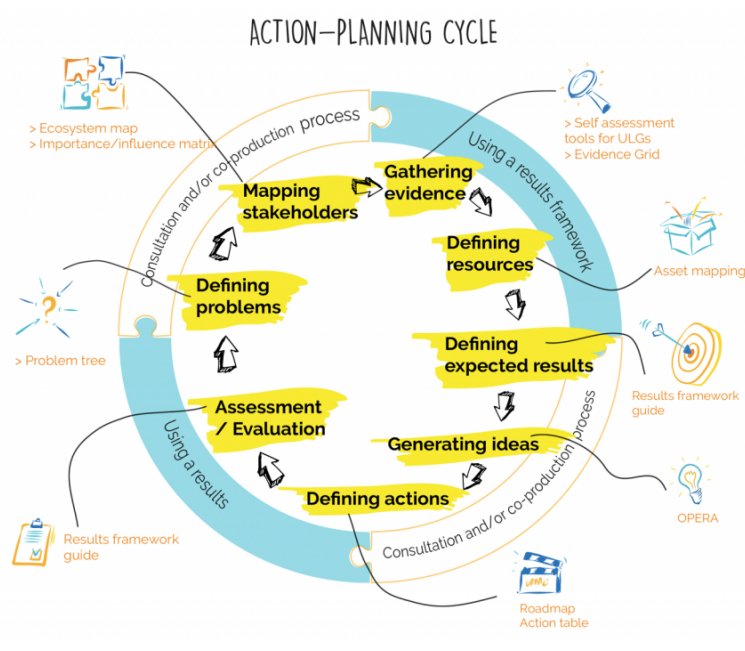 ACTION-PLANNING CYCLE
> Ecosystem map
> Importance/influence matrix
Consultation and/or co-production process
> Self assessment
tools for ULGs
> Evidence Grid
Using a results framework
Mapping
stakeholders
Gathering
evidence
Defining
resources
Asset mapping
Defining
problems
> Problem tree
Defining
expected results
Results framework
guide
Assessment
/ Evaluation
Generating ideas
Using a results
Defining actions
Consultation and/or co-production process
OPERA
Results framework
guide
Roadmap
Action table